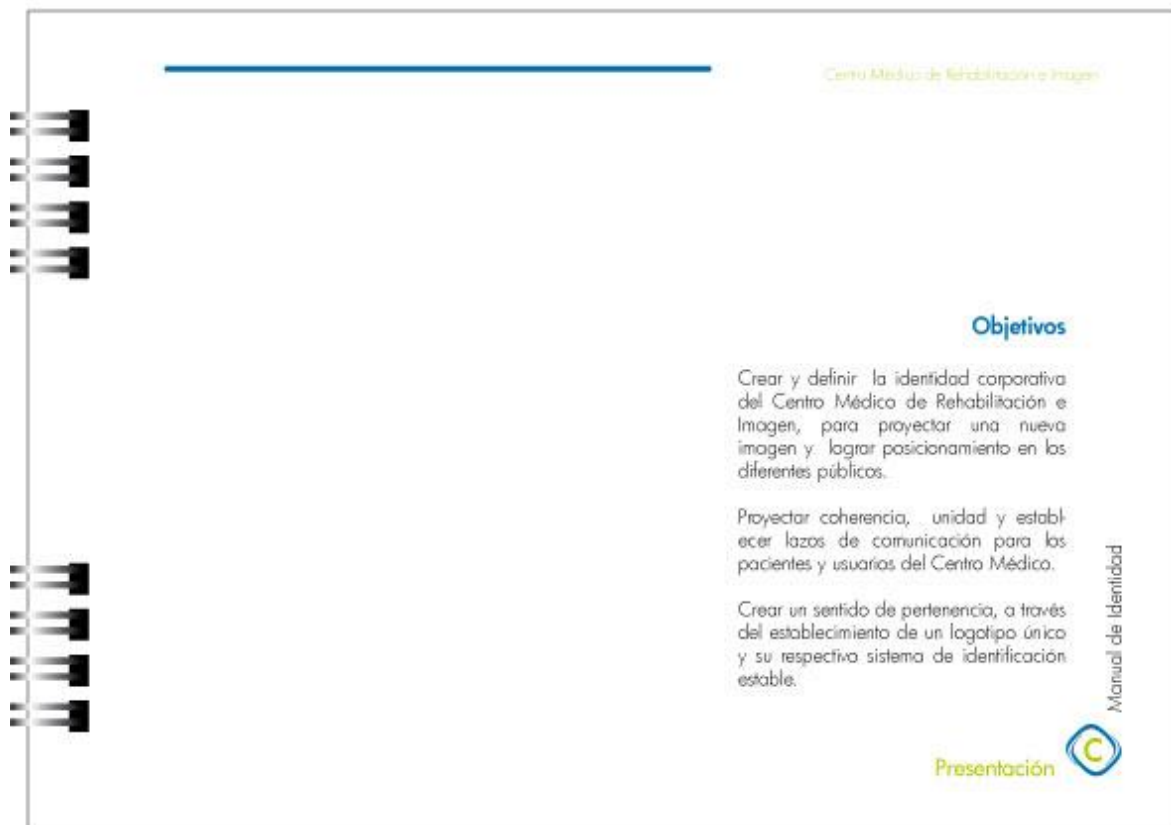 Centro Médico de Rehabilitación e Imagen
Objetivos
Crear y definir la identidad corporativa
del Centro Médico de Rehabilitación e
Imagen, para proyectar una nueva
imagen y lograr posicionamiento en los
diferentes públicos.
Proyectar coherencia, unidad y establ-
ecer lazos de comunicación para los
pacientes y usuarios del Centro Médico.
Crear un sentido de pertenencia, a través
del establecimiento de un logotipo único
y su respectivo sistema de identificación
estable.
Manual de Identidad
Presentación
C